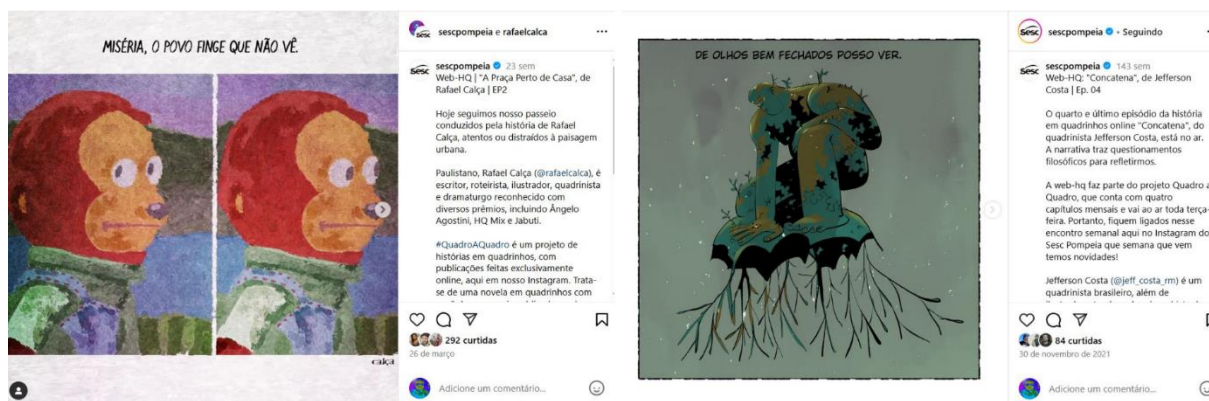 MISÉRIA, O POVO FINGE QUE NÃO VÊ.
calça
Sesc
sescpompeia e rafaelcalca
Sesc
sescpompeia 23 sem
Web-HQ | "A Praça Perto de Casa", de
Rafael Calça | EP2
Hoje seguimos nosso passeio
conduzidos pela história de Rafael
Calça, atentos ou distraídos à paisagem
urbana.
Paulistano, Rafael Calça (@rafaelcalca), é
escritor, roteirista, ilustrador, quadrinista
e dramaturgo reconhecido com
diversos prêmios, incluindo Ângelo
Agostini, HQ Mix e Jabuti.
#QuadroAQuadro é um projeto de
histórias em quadrinhos, com
publicações feitas exclusivamente
online, aqui em nosso Instagram. Trata-
se de uma novela em quadrinhos com
292 curtidas
26 de março
Adicione um comentário...
DE OLHOS BEM FECHADOS POSSO VER.
Sesc
sescpompeia • Seguindo
Sesc
sescpompeia 143 sem
Web-HQ: "Concatena", de Jefferson
Costa | Ep. 04
O quarto e último episódio da história
em quadrinhos online "Concatena", do
quadrinista Jefferson Costa, está no ar.
A narrativa traz questionamentos
filosóficos para refletirmos.
A web-hq faz parte do projeto Quadro a
Quadro, que conta com quatro
capítulos mensais e vai ao ar toda terça-
feira. Portanto, fiquem ligados nesse
encontro semanal aqui no Instagram do
Sesc Pompeia que semana que vem
temos novidades!
Jefferson Costa (@jeff_costa_rm) é um
quadrinista brasileiro, além de
84 curtidas
30 de novembro de 2021
Adicione um comentário...